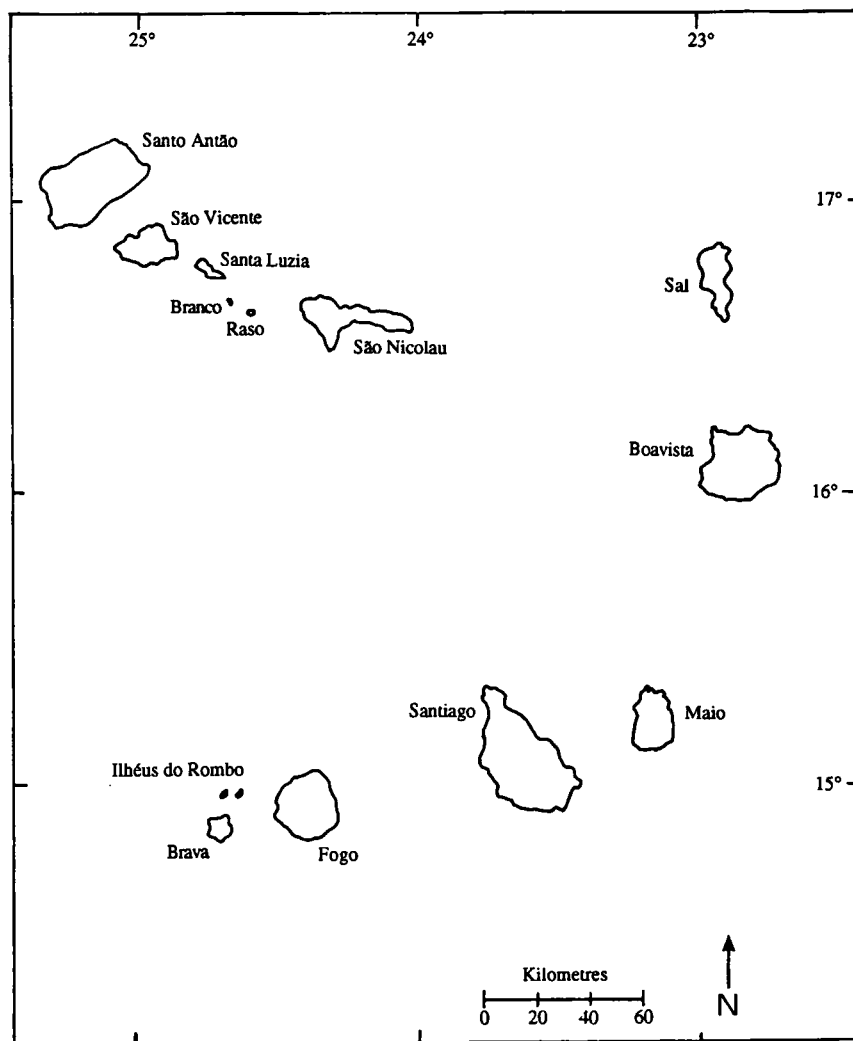 25° 24° 23°
Santo Antão
17°
São Vicente
Santa Luzia
Sal
Branco
Raso
São Nicolau
Boavista
16°
Santiago
Maio
Ilhéus do Rombo
15°
Brava
Fogo
Kilometres
0 20 40 60
N